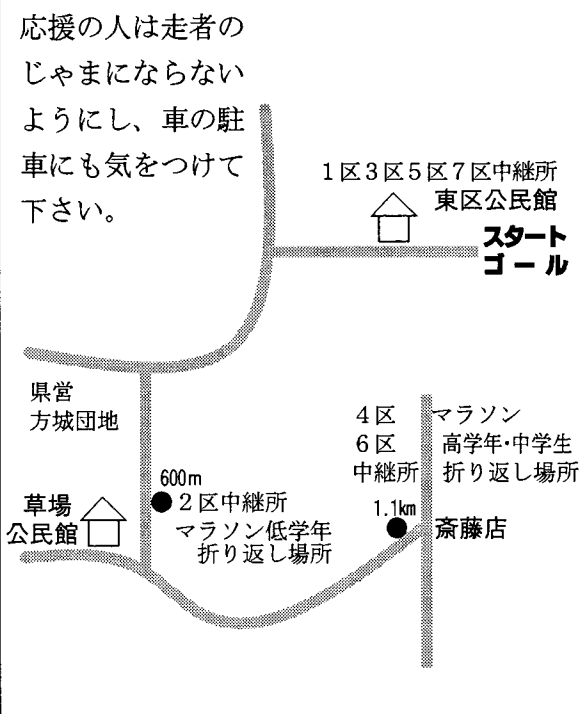 応援の人は走者の
じゃまにならない
ようにし、車の駐
車にも気をつけて
下さい。
1区3区5区7区中継所
東区公民館
スタート
ゴール
県営
方城団地
600m
2区中継所
マラソン低学年
折り返し場所
草場
公民館
4区
6区
中継所
マラソン
高学年・中学生
折り返し場所
1.1km
斎藤店